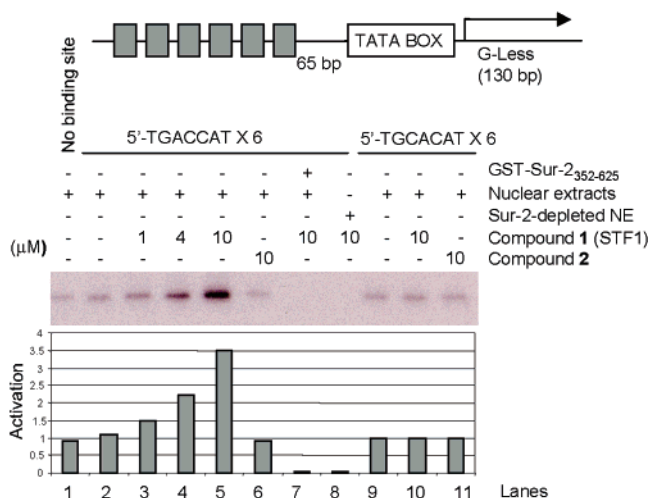 TATA BOX
65 bp
G-Less
(130 bp)
No binding site
5'-TGACCAT X 6
5'-TGCACAT X 6
- - - - - - + - - - - GST-Sur-2352-625
+ + + + + + + - + + + Nuclear extracts
- - - - - - - + - - - Sur-2-depleted NE
(μM)
- - 1 4 10 - 10 10 - 10 - Compound 1 (STF1)
- - - - - 10 - - - - 10 Compound 2
Activation
4
3.5
3
2.5
2
1.5
1
0.5
0
1 2 3 4 5 6 7 8 9 10 11 Lanes